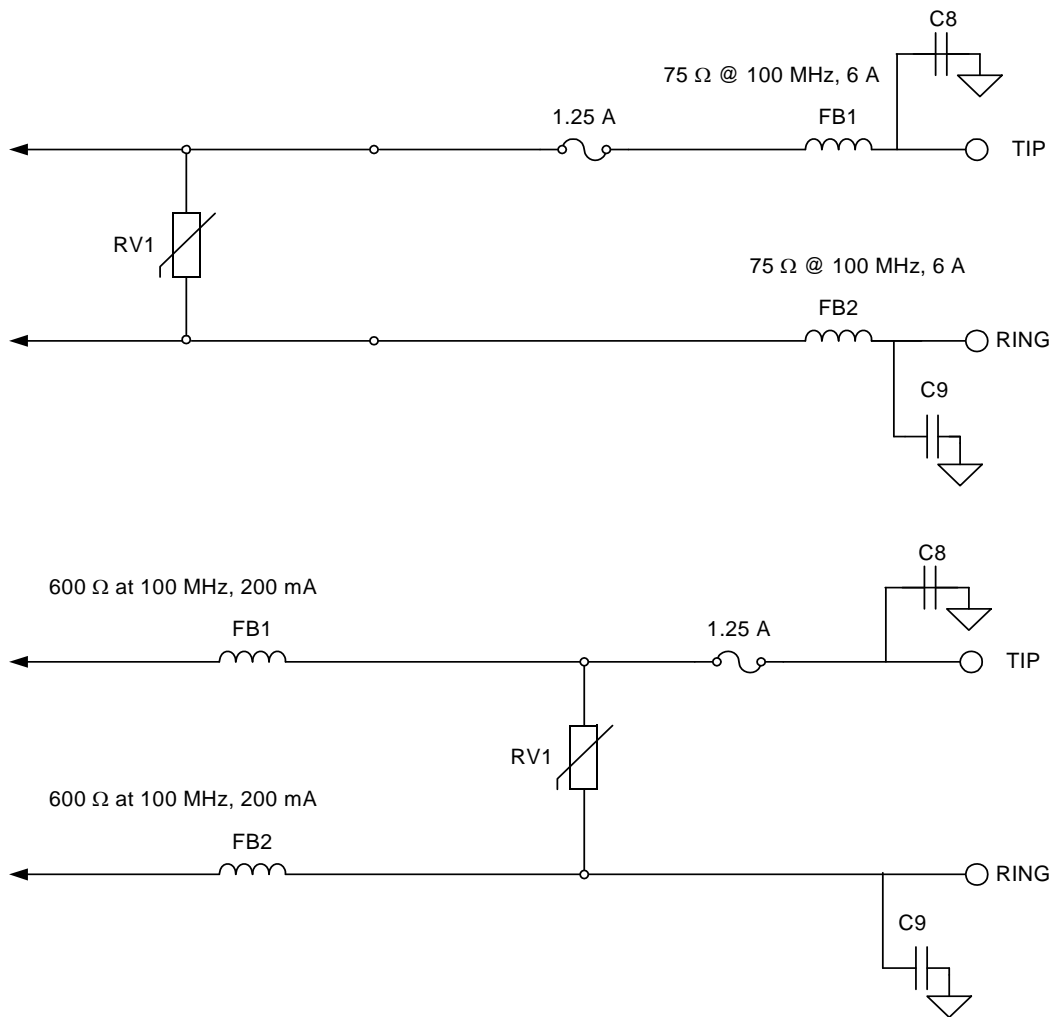 C8
75 Ω @ 100 MHz, 6 A
1.25 A
FB1
TIP
RV1
75 Ω @ 100 MHz, 6 A
FB2
RING
C9
C8
600 Ω at 100 MHz, 200 mA
FB1
1.25 A
TIP
RV1
600 Ω at 100 MHz, 200 mA
FB2
RING
C9